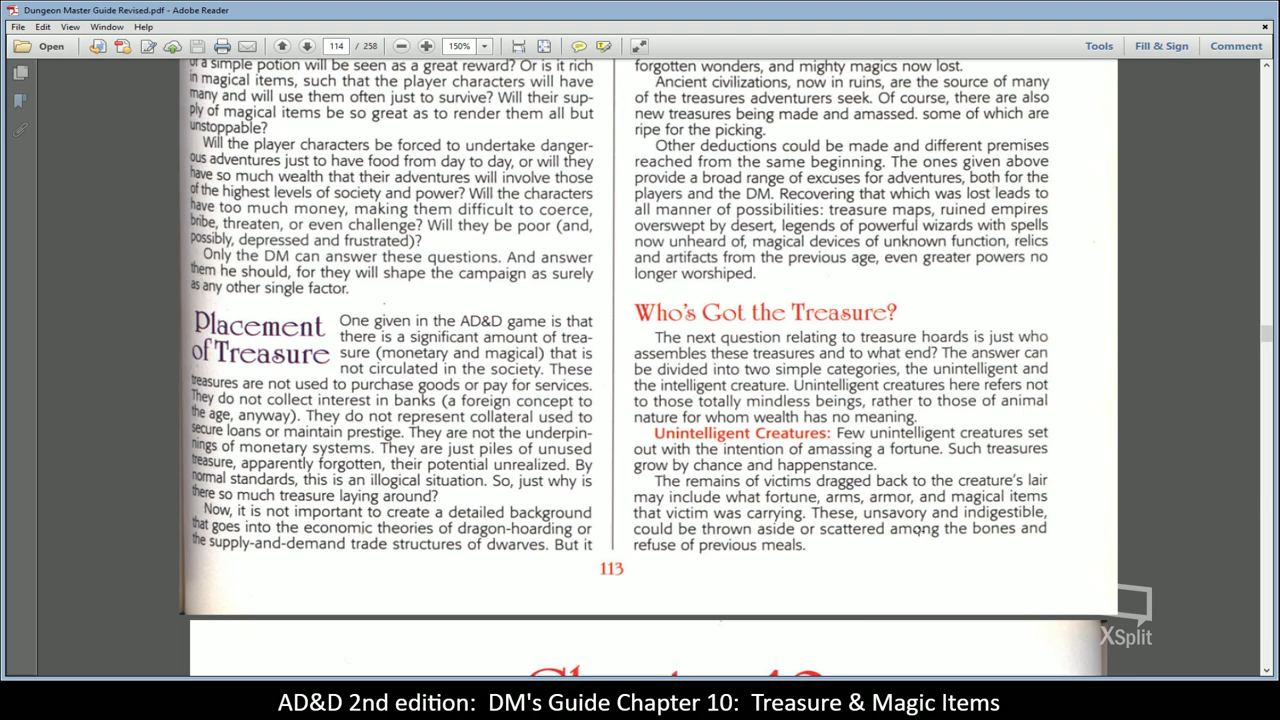 Dungeon Master Guide Revised.pdf - Adobe Reader
File Edit View Window Help
Open 114 / 258 150% Tools Fill & Sign Comment
of a simple potion will be seen as a great reward? Or is it rich
in magical items, such that the player characters will have
many and will use them often just to survive? Will their sup-
ply of magical items be so great as to render them all but
unstoppable?
Will the player characters be forced to undertake danger-
ous adventures just to have food from day to day, or will they
have so much wealth that their adventures will involve those
of the highest levels of society and power? Will the characters
have too much money, making them difficult to coerce,
bribe, threaten, or even challenge? Will they be poor (and,
possibly, depressed and frustrated)?
Only the DM can answer these questions. And answer
them he should, for they will shape the campaign as surely
as any other single factor.
Placement
of Treasure
One given in the AD&D game is that
there is a significant amount of trea-
sure (monetary and magical) that is
not circulated in the society. These
treasures are not used to purchase goods or pay for services.
They do not collect interest in banks (a foreign concept to
the age, anyway). They do not represent collateral used to
secure loans or maintain prestige. They are not the underpin-
nings of monetary systems. They are just piles of unused
treasure, apparently forgotten, their potential unrealized. By
normal standards, this is an illogical situation. So, just why is
there so much treasure laying around?
Now, it is not important to create a detailed background
that goes into the economic theories of dragon-hoarding or
the supply-and-demand trade structures of dwarves. But it
forgotten wonders, and mighty magics now lost.
Ancient civilizations, now in ruins, are the source of many
of the treasures adventurers seek. Of course, there are also
new treasures being made and amassed. some of which are
ripe for the picking.
Other deductions could be made and different premises
reached from the same beginning. The ones given above
provide a broad range of excuses for adventures, both for the
players and the DM. Recovering that which was lost leads to
all manner of possibilities: treasure maps, ruined empires
overswept by desert, legends of powerful wizards with spells
now unheard of, magical devices of unknown function, relics
and artifacts from the previous age, even greater powers no
longer worshiped.
Who's Got the Treasure?
The next question relating to treasure hoards is just who
assembles these treasures and to what end? The answer can
be divided into two simple categories, the unintelligent and
the intelligent creature. Unintelligent creatures here refers not
to those totally mindless beings, rather to those of animal
nature for whom wealth has no meaning.
Unintelligent Creatures: Few unintelligent creatures set
out with the intention of amassing a fortune. Such treasures
grow by chance and happenstance.
The remains of victims dragged back to the creature's lair
may include what fortune, arms, armor, and magical items
that victim was carrying. These, unsavory and indigestible,
could be thrown aside or scattered among the bones and
refuse of previous meals.
113
XSplit
AD&D 2nd edition: DM's Guide Chapter 10: Treasure & Magic Items